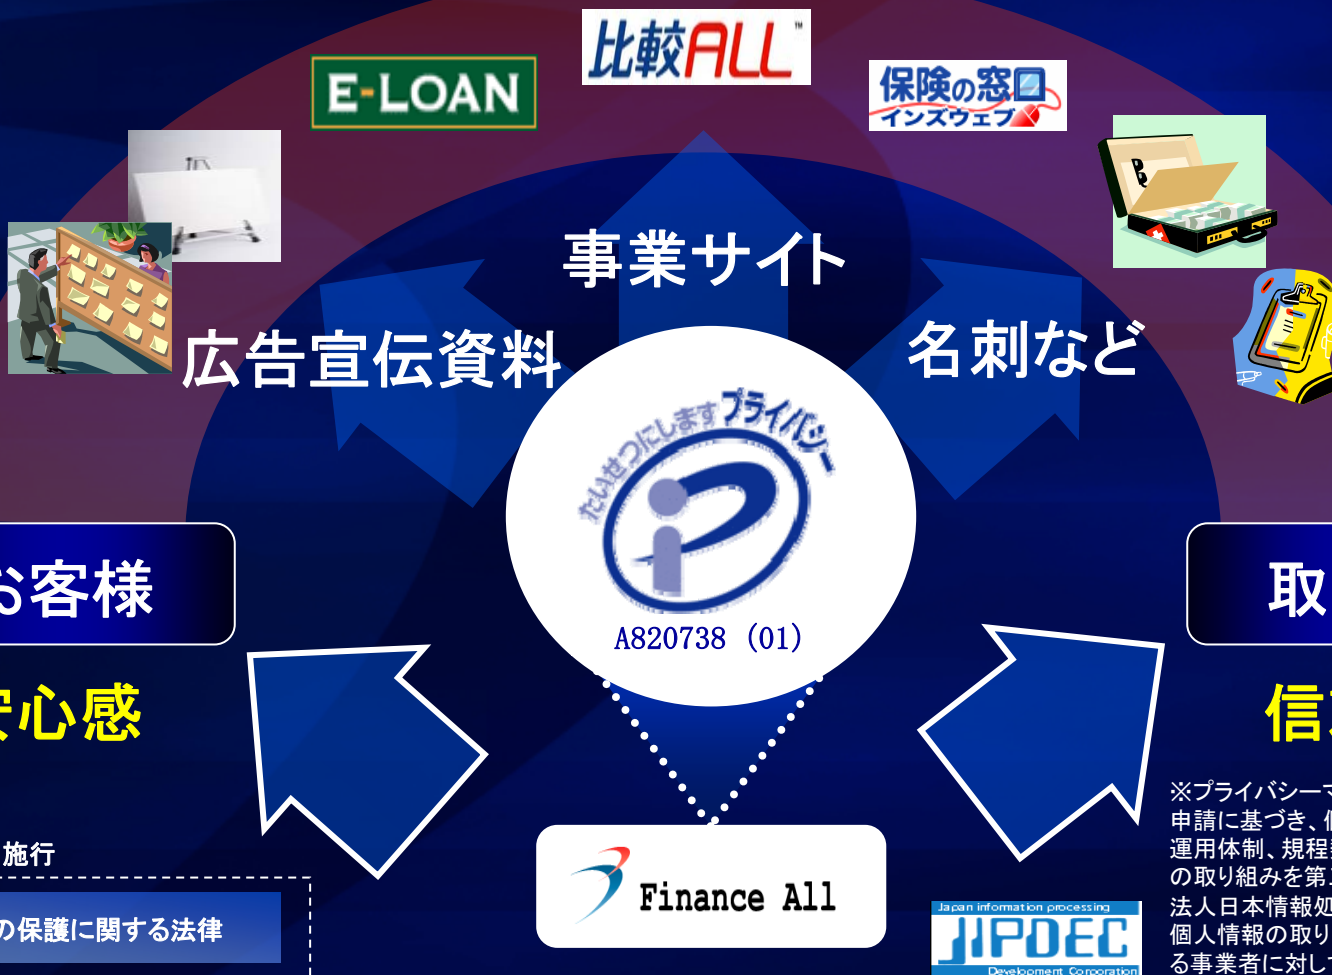 比較ALL™
E-LOAN
保険の窓口
インズウェブ
事業サイト
広告宣伝資料
名刺など
たいせつにしますプライバシー
A820738 (01)
お客様
取
安心感
信
※プライバシーマ
申請に基づき、
運用体制、規程
の取り組みを第
法人日本情報処
個人情報の取り
る事業者に対して
施行
の保護に関する法律
Finance All
Japan information processing
JIPDEC
Development Corporation